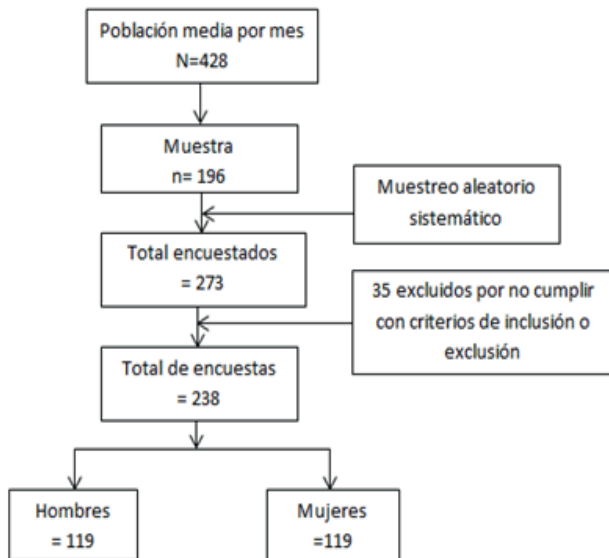 Población media por mes
N=428
Muestra
n= 196
Muestreo aleatorio
sistemático
Total encuestados
= 273
35 excluidos por no cumplir
con criterios de inclusión o
exclusión
Total de encuestas
= 238
Hombres
= 119
Mujeres
=119